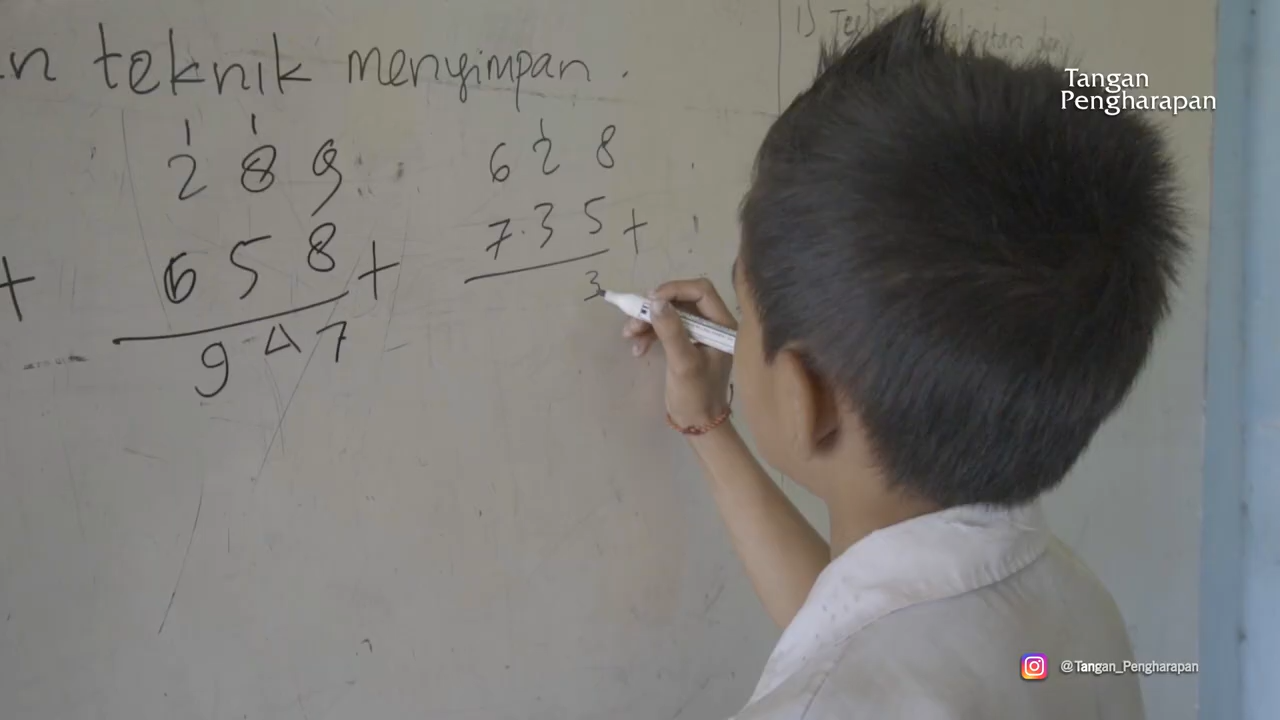 n teknik menyimpan.
1 1
2 8 9
+ 6 5 8 +
9 4 7
1
6 2 8
7.3 5 +
3
1)
Tangan
Pengharapan
@Tangan_Pengharapan